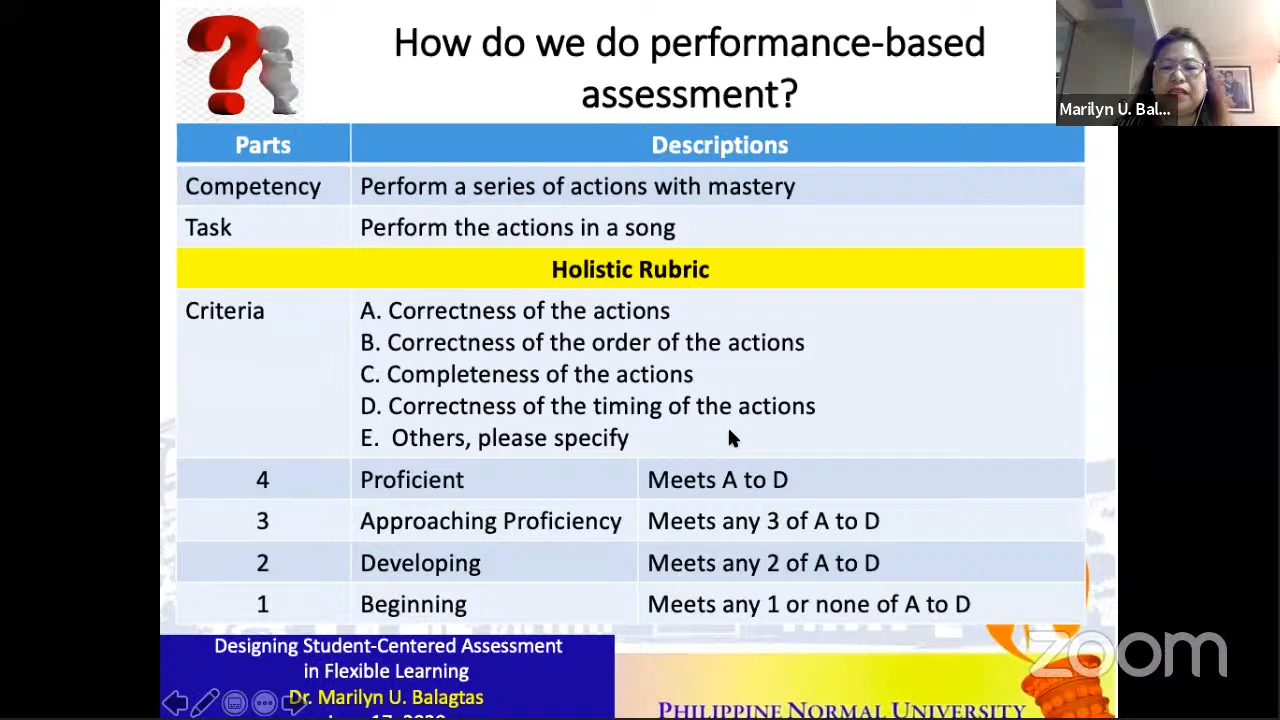 How do we do performance-based
assessment?
Marilyn U. Bal...
Parts Descriptions
Competency Perform a series of actions with mastery
Task Perform the actions in a song
Holistic Rubric
Criteria A. Correctness of the actions
B. Correctness of the order of the actions
C. Completeness of the actions
D. Correctness of the timing of the actions
E. Others, please specify
4 Proficient Meets A to D
3 Approaching Proficiency Meets any 3 of A to D
2 Developing Meets any 2 of A to D
1 Beginning Meets any 1 or none of A to D
Designing Student-Centered Assessment
in Flexible Learning
Dr. Marilyn U. Balagtas
zoom
PHILIPPINE NORMAL UNIVERSITY